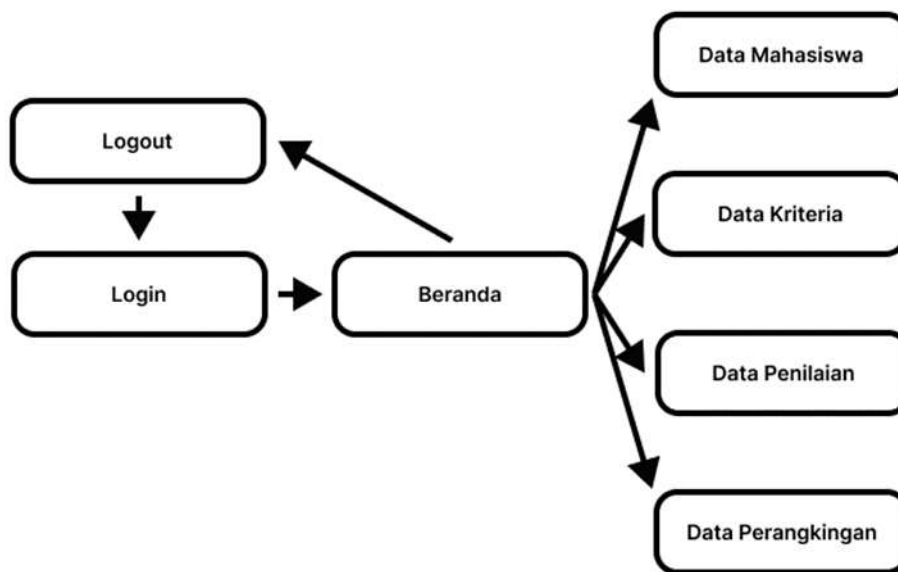 Data Mahasiswa
Logout
Data Kriteria
Login
Beranda
Data Penilaian
Data Perangkingan